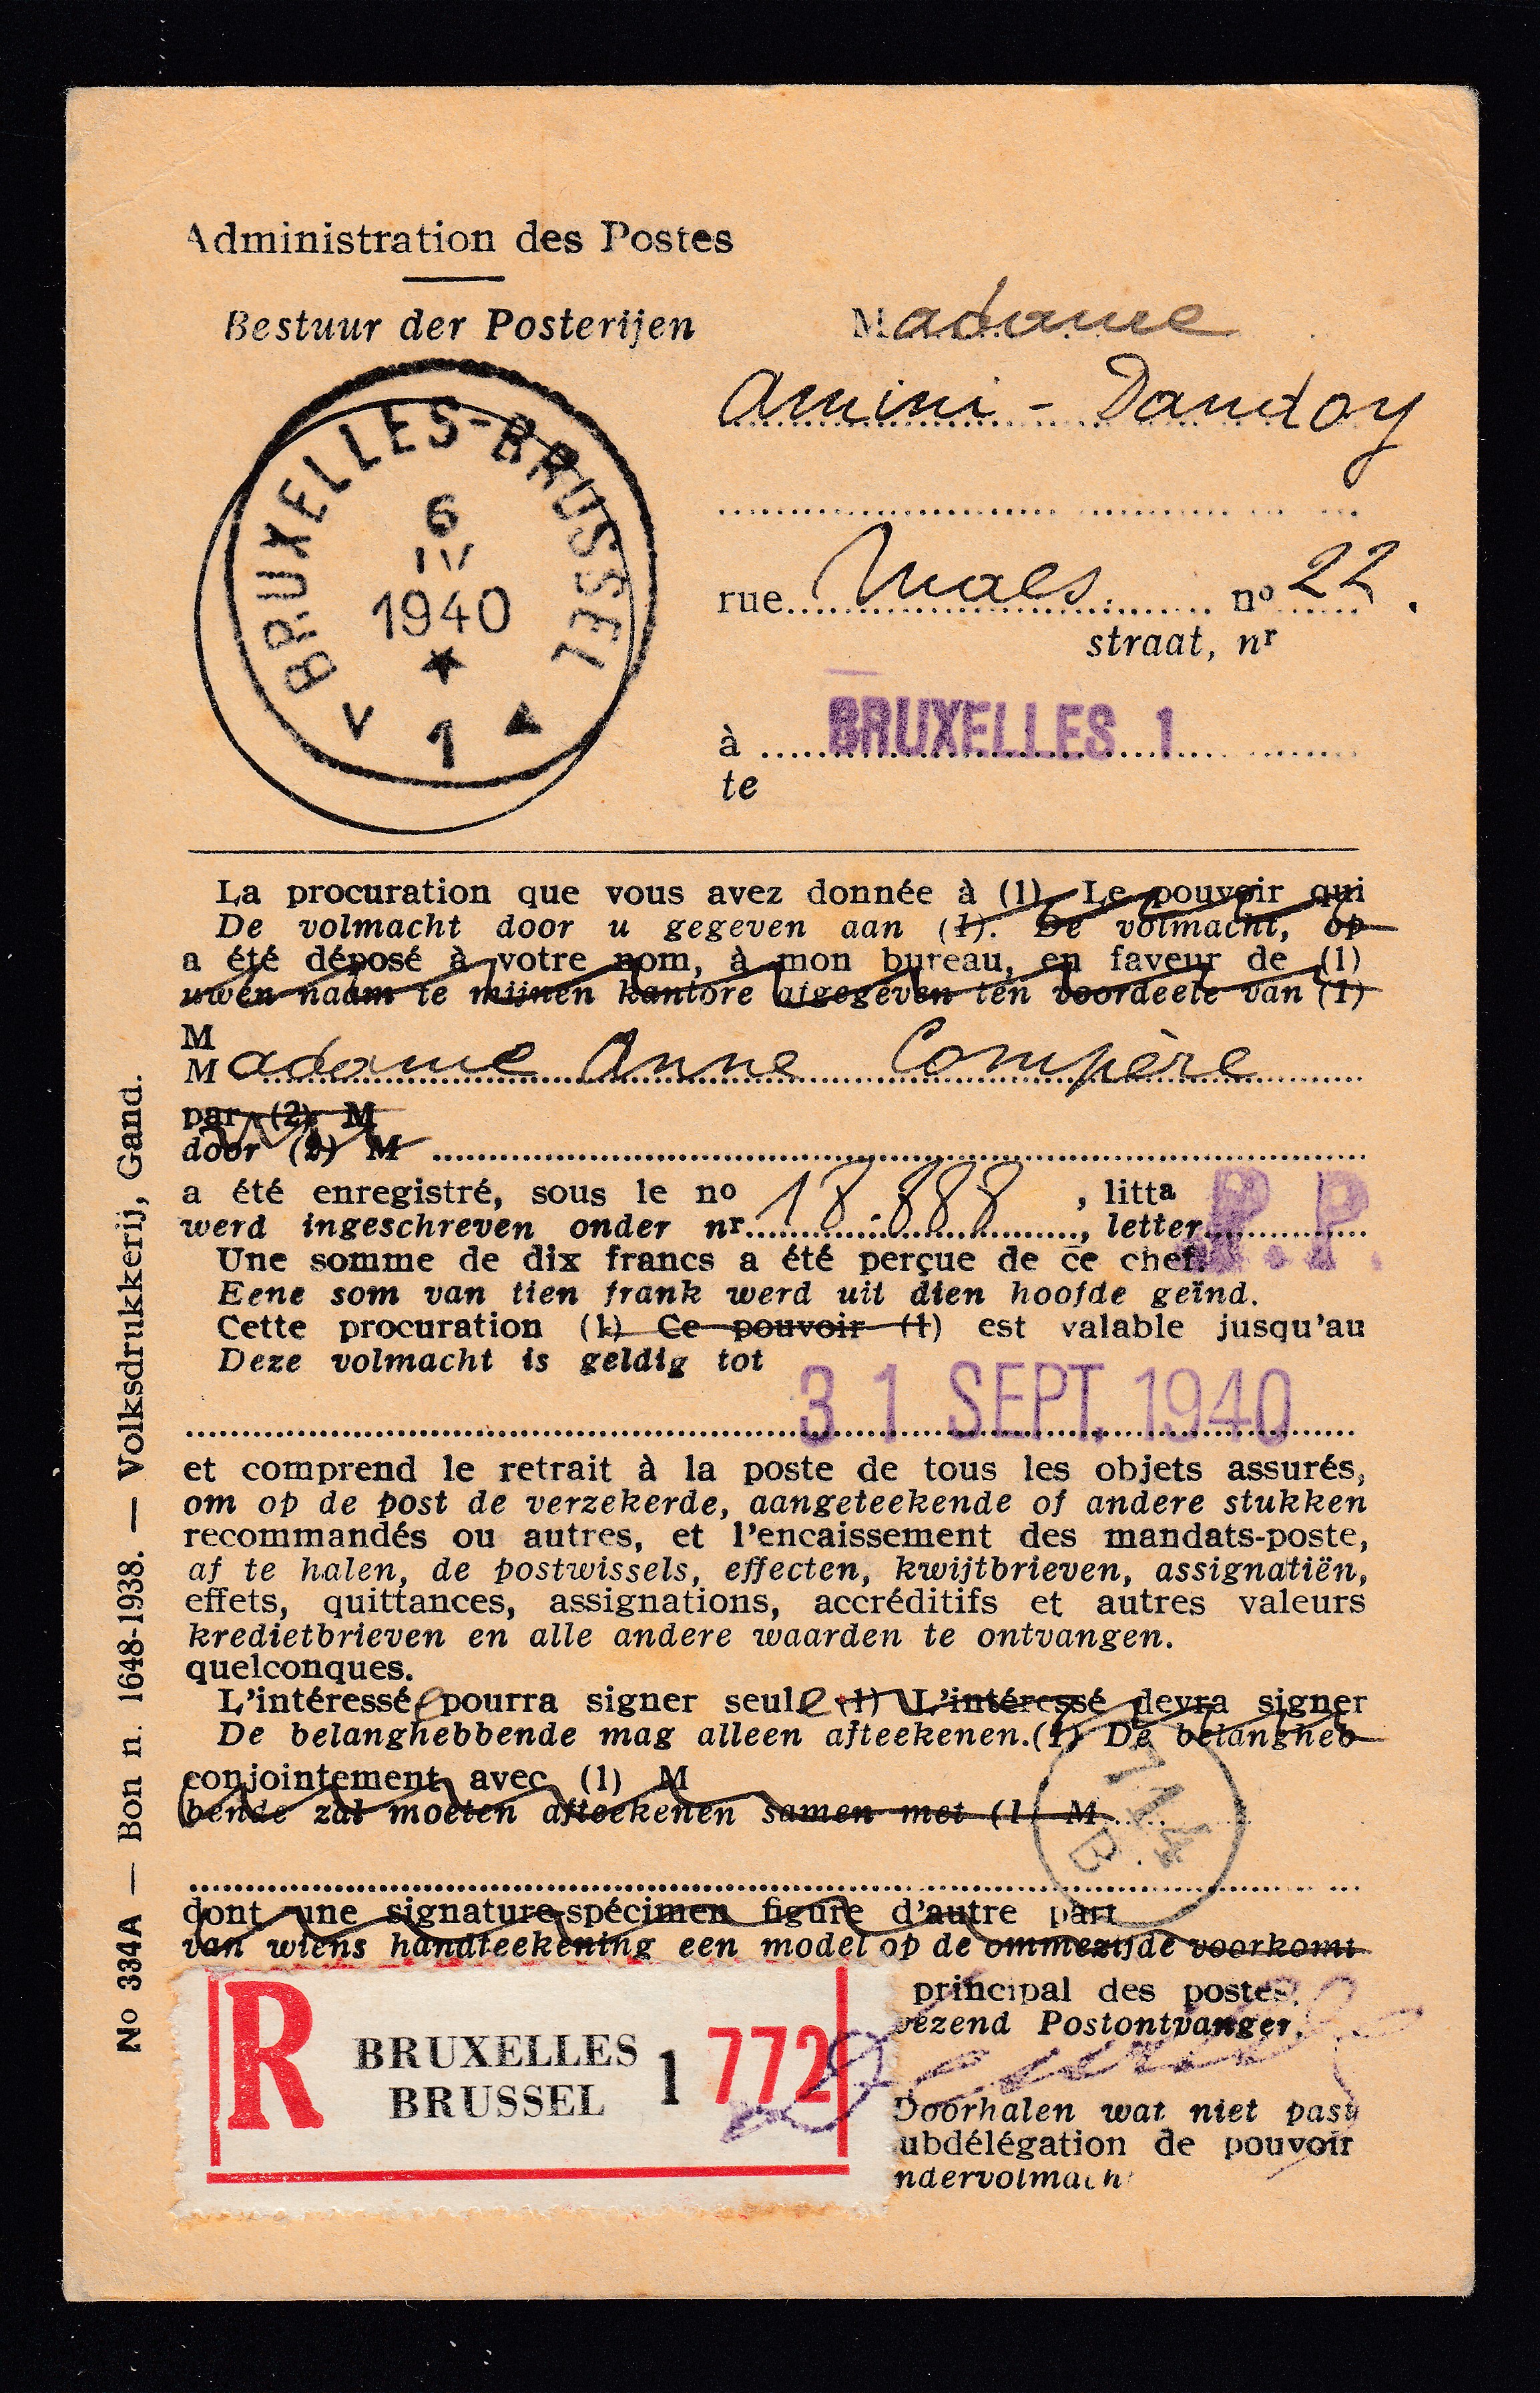 Administration des Postes
Bestuur der Posterijen
Madame
Amini - Dandoy
BRUXELLES-BRUSSEL
6
IV
1940
1
rue Maes nº 22.
straat, nr
à BRUXELLES 1
te
La procuration que vous avez donnée à (1) Le pouvoir qui
De volmacht door u gegeven aan (1). De volmacht, op
a été déposé à votre nom, à mon bureau, en faveur de (1)
uwen naam te mijnen kantore afgegeven ten voordeele van (1)
M
Madame Anne Compère
par (2) M
door (2) M
a été enregistré, sous le no 18.888, litta P.P.
werd ingeschreven onder nr, letter
Une somme de dix francs a été perçue de ce chef.
Eene som van tien frank werd uit dien hoofde geïnd.
Cette procuration (1) Ce pouvoir (1) est valable jusqu'au
Deze volmacht is geldig tot
31 SEPT. 1940
et comprend le retrait à la poste de tous les objets assurés,
om op de post de verzekerde, aangeteekende of andere stukken
recommandés ou autres, et l'encaissement des mandats-poste,
af te halen, de postwissels, effecten, kwijtbrieven, assignatiën,
effets, quittances, assignations, accréditifs et autres valeurs
kredietbrieven en alle andere waarden te ontvangen.
quelconques.
L'intéressée pourra signer seule (1) L'intéressé devra signer
De belanghebbende mag alleen afteekenen.(1) De belangheb-
conjointement avec (1) M
bende zal moeten afteekenen samen met (1) M
dont une signature-spécimen figure d'autre part
van wiens handteekening een model op de ommezijde voorkomt
principal des postes,
wezend Postontvanger,
R BRUXELLES BRUSSEL 1 772
Doorhalen wat niet past
ubdélégation de pouvoir
ndervolmach
No 334A — Bon n. 1648-1938. — Volksdrukkerij, Gand.